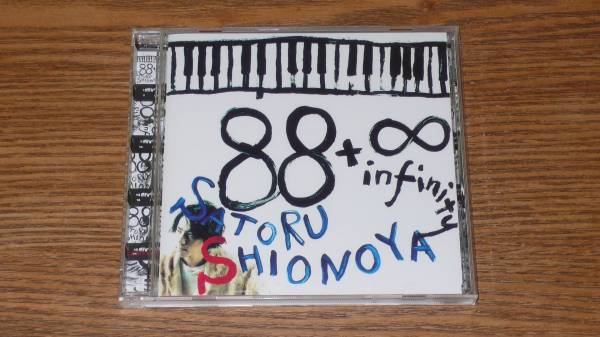 88+∞
infinity
SATORU
SHIONOYA